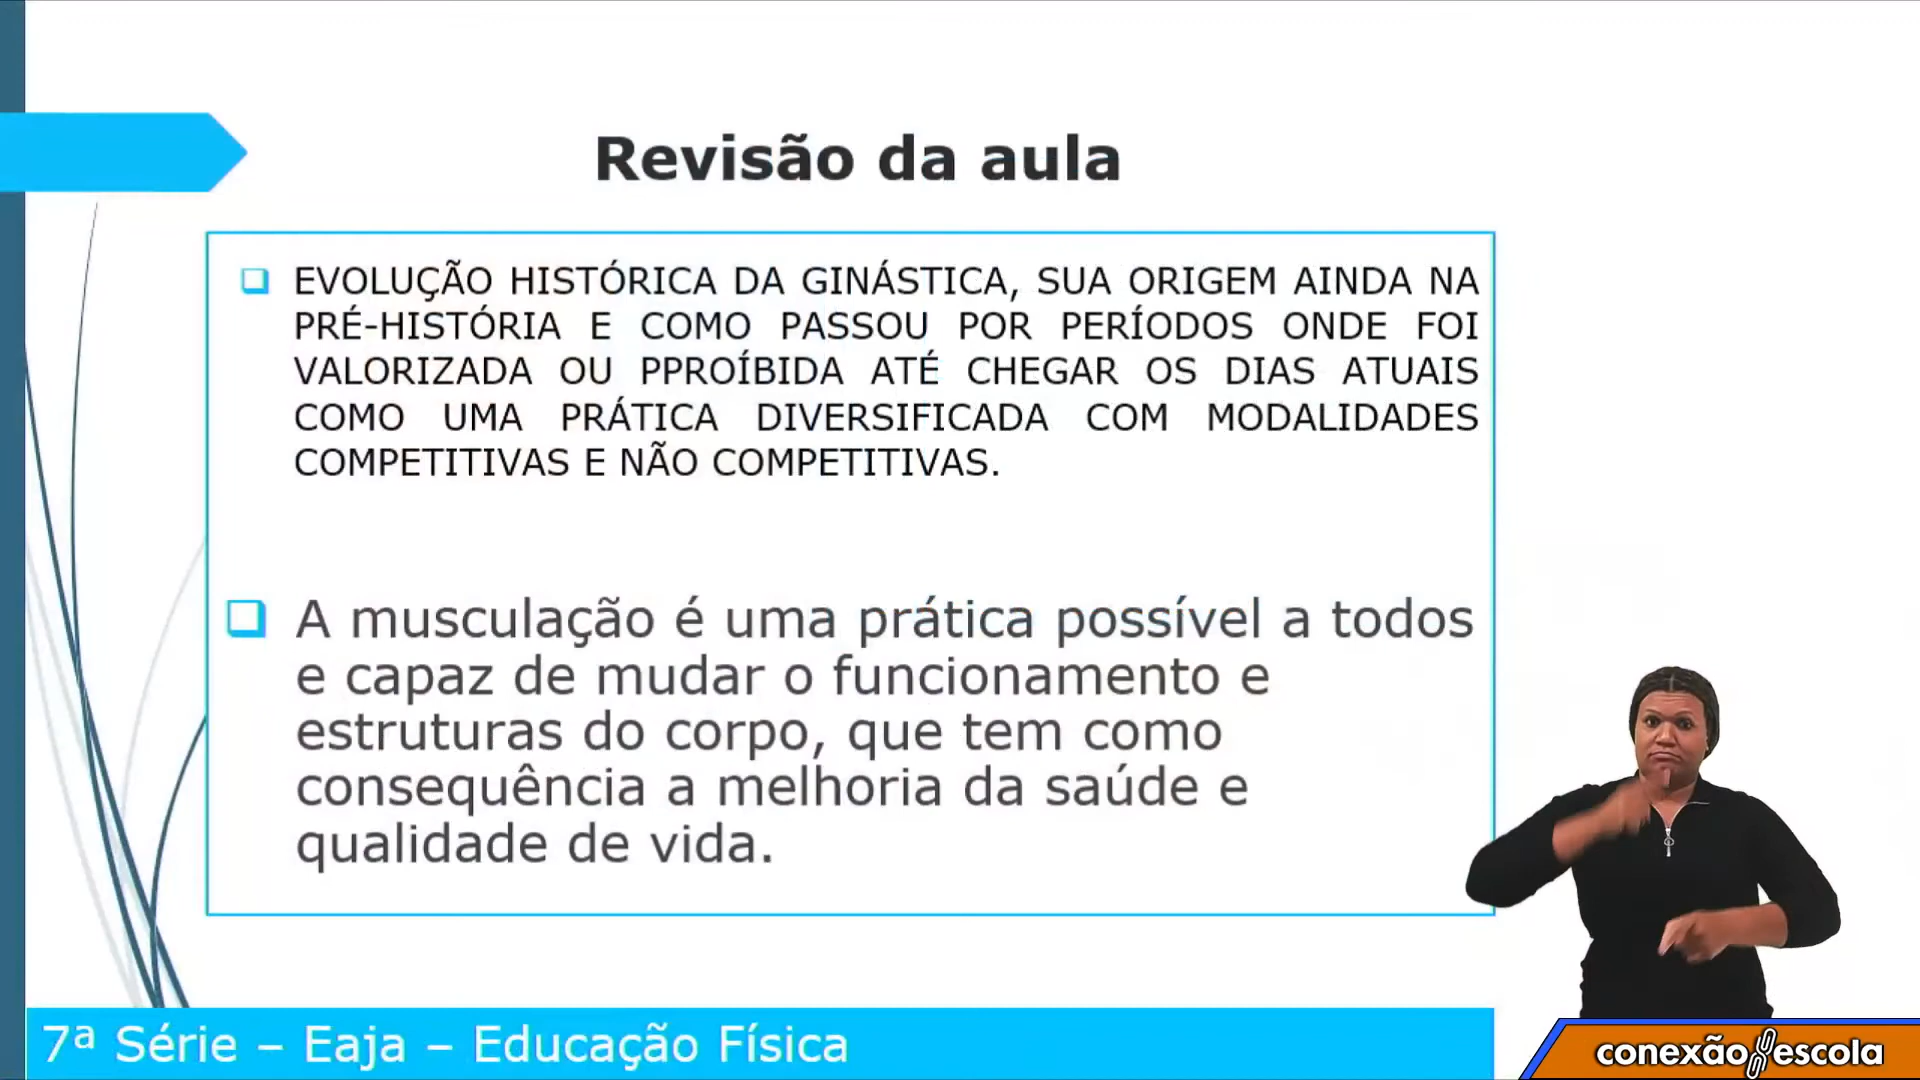 Revisão da aula
EVOLUÇÃO HISTÓRICA DA GINÁSTICA, SUA ORIGEM AINDA NA
PRÉ-HISTÓRIA E COMO PASSOU POR PERÍODOS ONDE FOI
VALORIZADA OU PPROÍBIDA ATÉ CHEGAR OS DIAS ATUAIS
COMO UMA PRÁTICA DIVERSIFICADA COM MODALIDADES
COMPETITIVAS E NÃO COMPETITIVAS.
A musculação é uma prática possível a todos
e capaz de mudar o funcionamento e
estruturas do corpo, que tem como
consequência a melhoria da saúde e
qualidade de vida.
7ª Série – Eaja – Educação Física
conexão escola